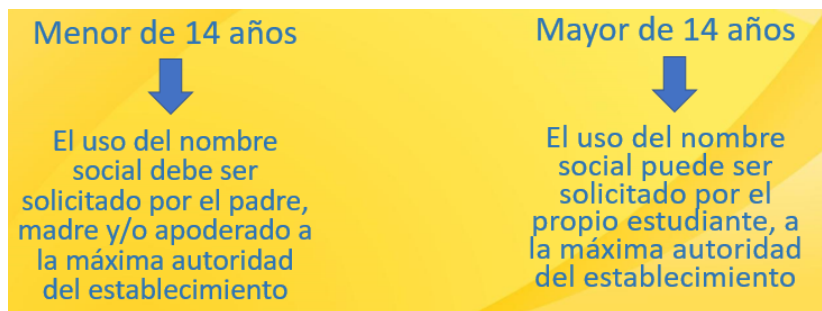 Menor de 14 años
El uso del nombre
social debe ser
solicitado por el padre,
madre y/o apoderado a
la máxima autoridad
del establecimiento
Mayor de 14 años
El uso del nombre
social puede ser
solicitado por el
propio estudiante, a
la máxima autoridad
del establecimiento